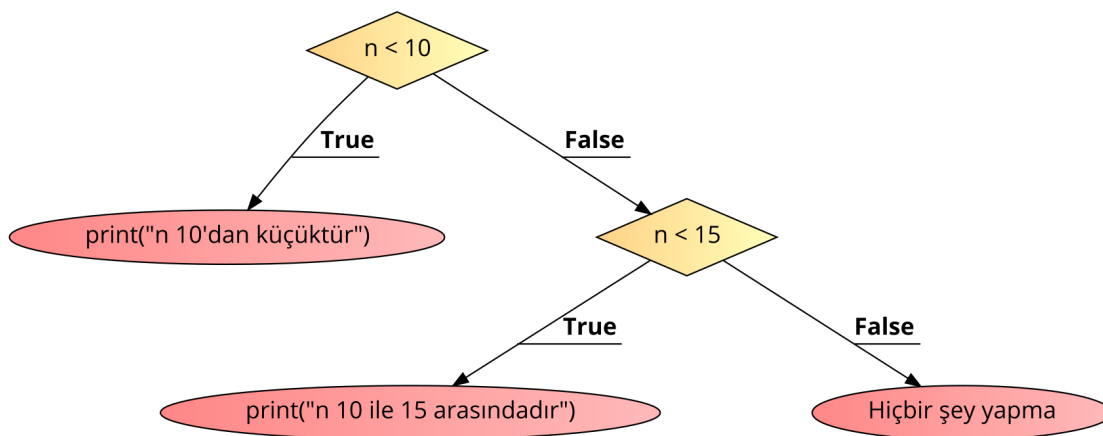 n < 10
True
False
print("n 10'dan küçüktür")
n < 15
True
False
print("n 10 ile 15 arasındadır")
Hiçbir şey yapma